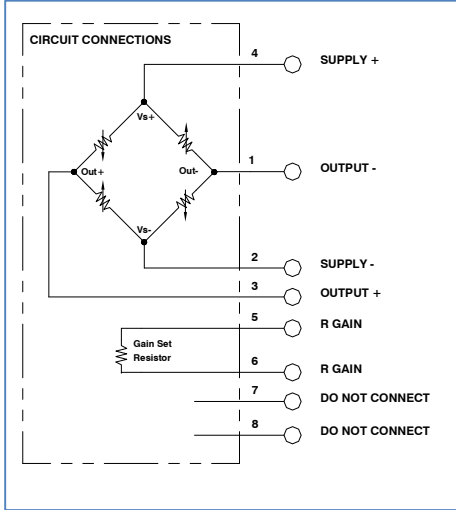 CIRCUIT CONNECTIONS
4
SUPPLY +
Vs+
1
OUTPUT -
Out+
Out-
Vs-
2
SUPPLY -
3
OUTPUT +
5
R GAIN
Gain Set
Resistor
6
R GAIN
7
DO NOT CONNECT
8
DO NOT CONNECT